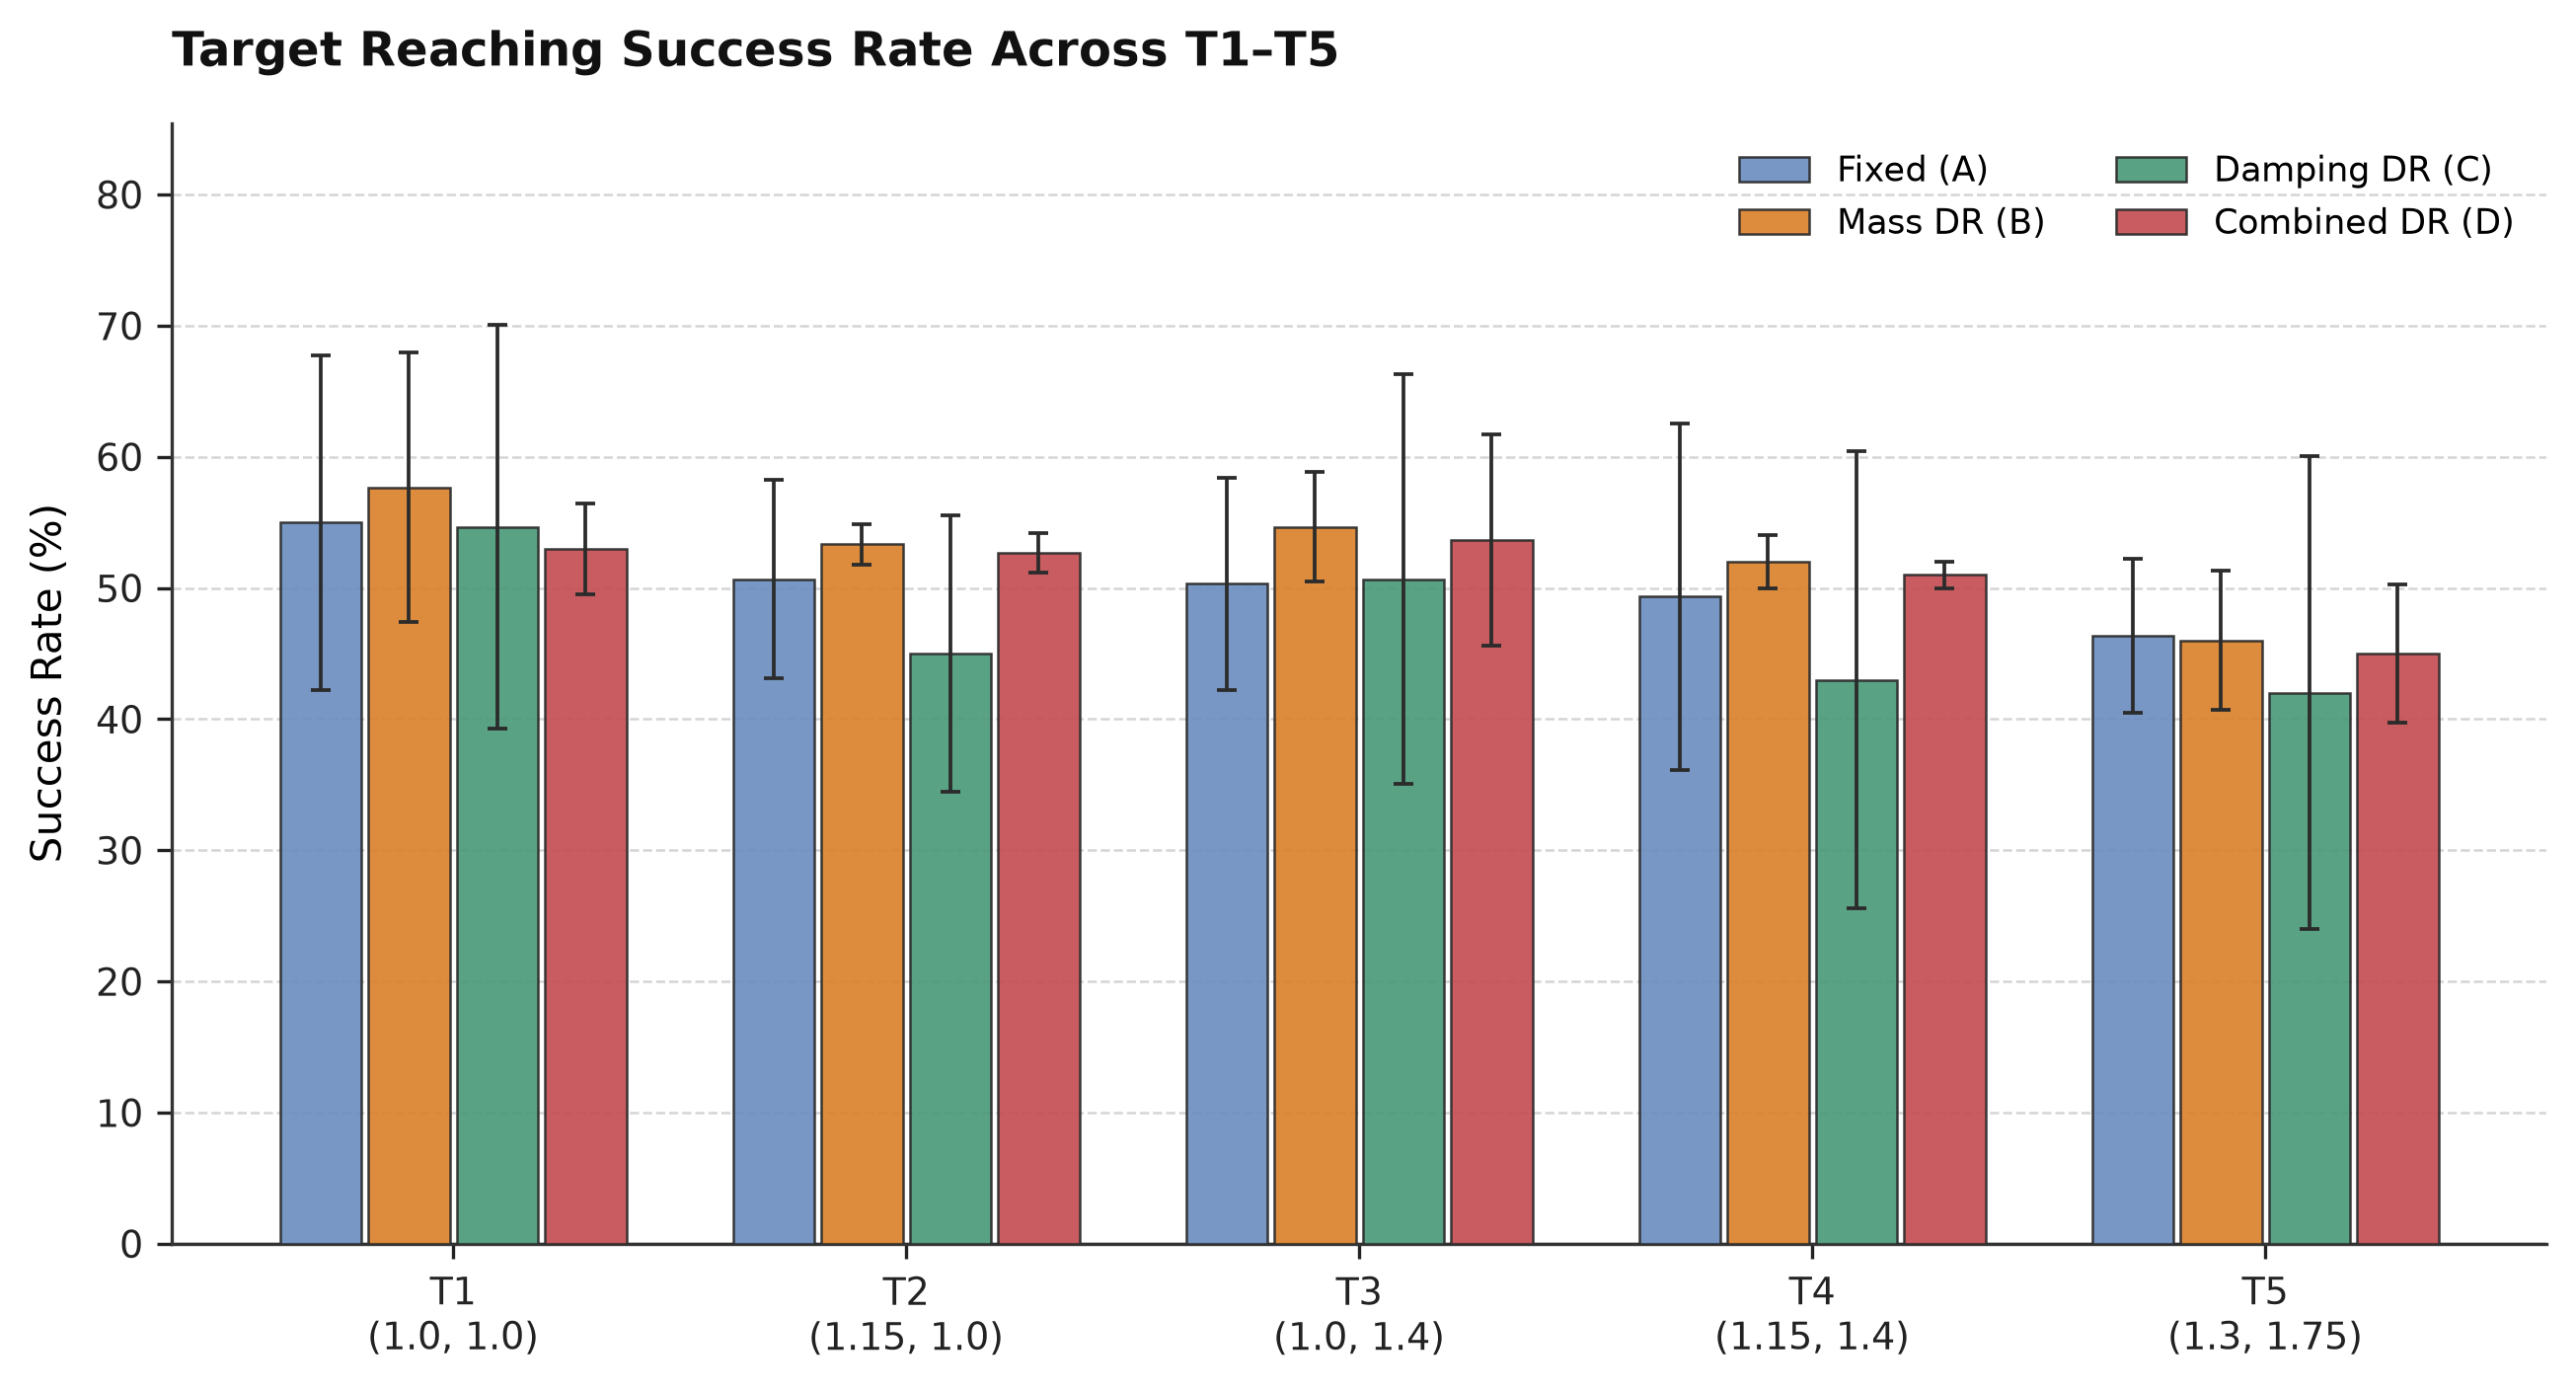 Target Reaching Success Rate Across T1–T5
Fixed (A)
Mass DR (B)
Damping DR (C)
Combined DR (D)
Success Rate (%)
80
70
60
50
40
30
20
10
0
T1
(1.0, 1.0)
T2
(1.15, 1.0)
T3
(1.0, 1.4)
T4
(1.15, 1.4)
T5
(1.3, 1.75)